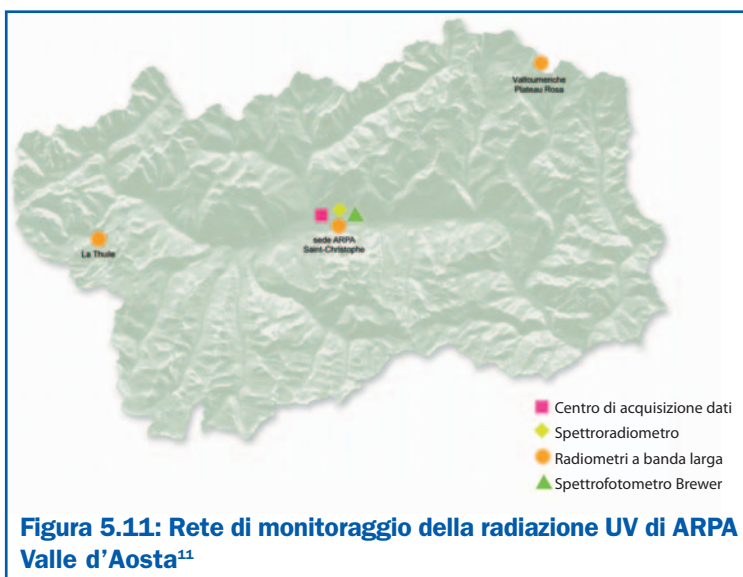 Valtournenche
Plateau Rosa
sede ARPA
Saint-Christophe
La Thuile
Centro di acquisizione dati
Spettroradiometro
Radiometri a banda larga
Spettrofotometro Brewer
Figura 5.11: Rete di monitoraggio della radiazione UV di ARPA
Valle d’Aosta¹¹